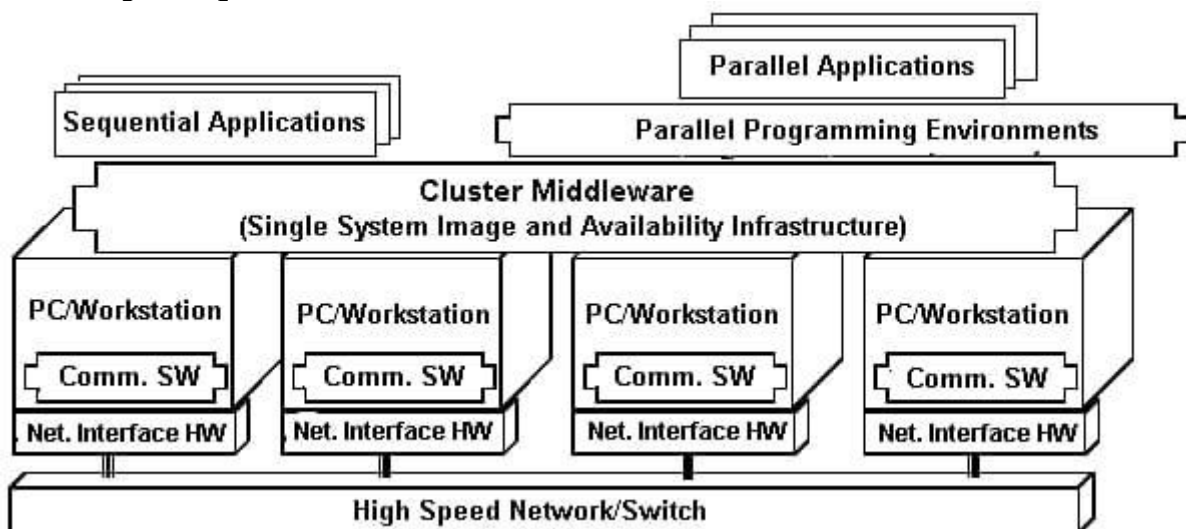 Parallel Applications
Sequential Applications
Parallel Programming Environments
Cluster Middleware
(Single System Image and Availability Infrastructure)
PC/Workstation
PC/Workstation
PC/Workstation
PC/Workstation
Comm. SW
Comm. SW
Comm. SW
Comm. SW
Net. Interface HW
Net. Interface HW
Net. Interface HW
Net. Interface HW
High Speed Network/Switch